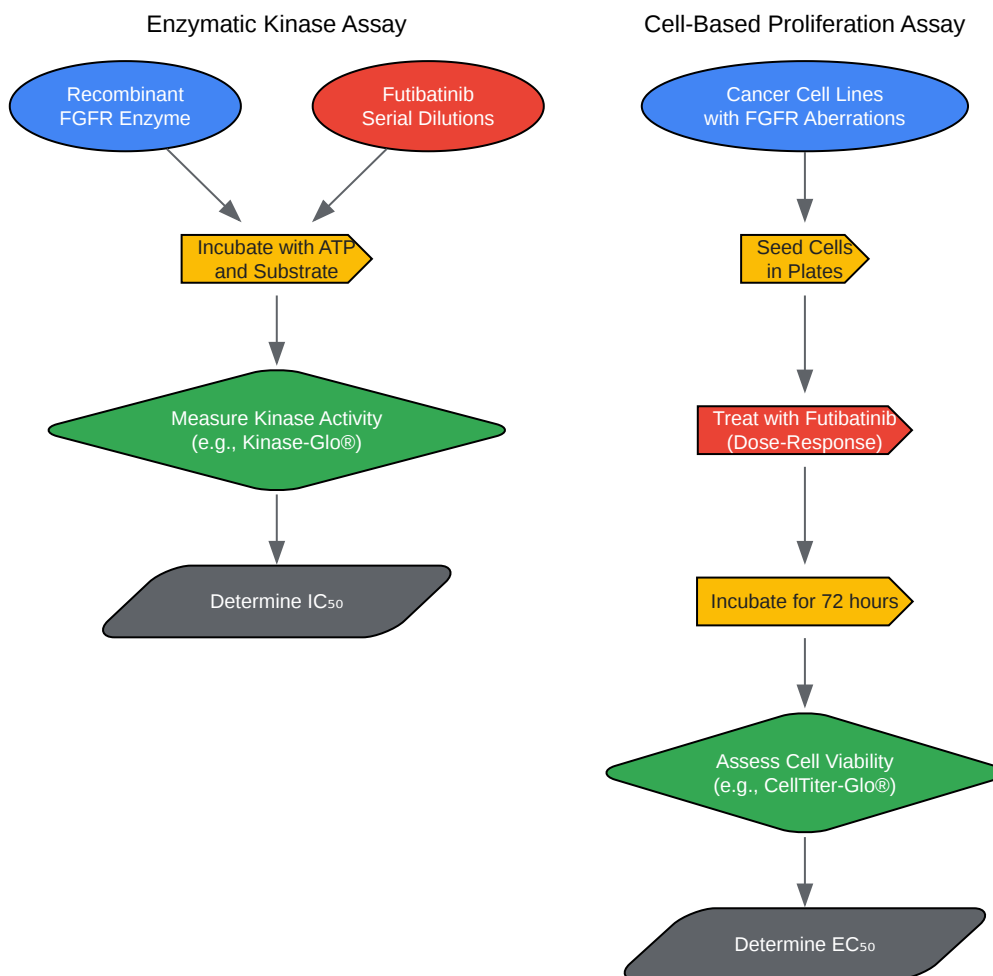 Enzymatic Kinase Assay
Recombinant
FGFR Enzyme
Futibatinib
Serial Dilutions
Incubate with ATP
and Substrate
Measure Kinase Activity
(e.g., Kinase-Glo®)
Determine IC₅₀
Cell-Based Proliferation Assay
Cancer Cell Lines
with FGFR Aberrations
Seed Cells
in Plates
Treat with Futibatinib
(Dose-Response)
Incubate for 72 hours
Assess Cell Viability
(e.g., CellTiter-Glo®)
Determine EC₅₀